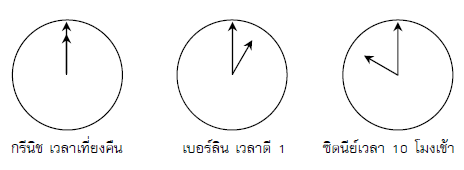 กรีนิช เวลาเที่ยงคืน
เบอร์ลิน เวลาตี 1
ซิดนีย์เวลา 10 โมงเช้า